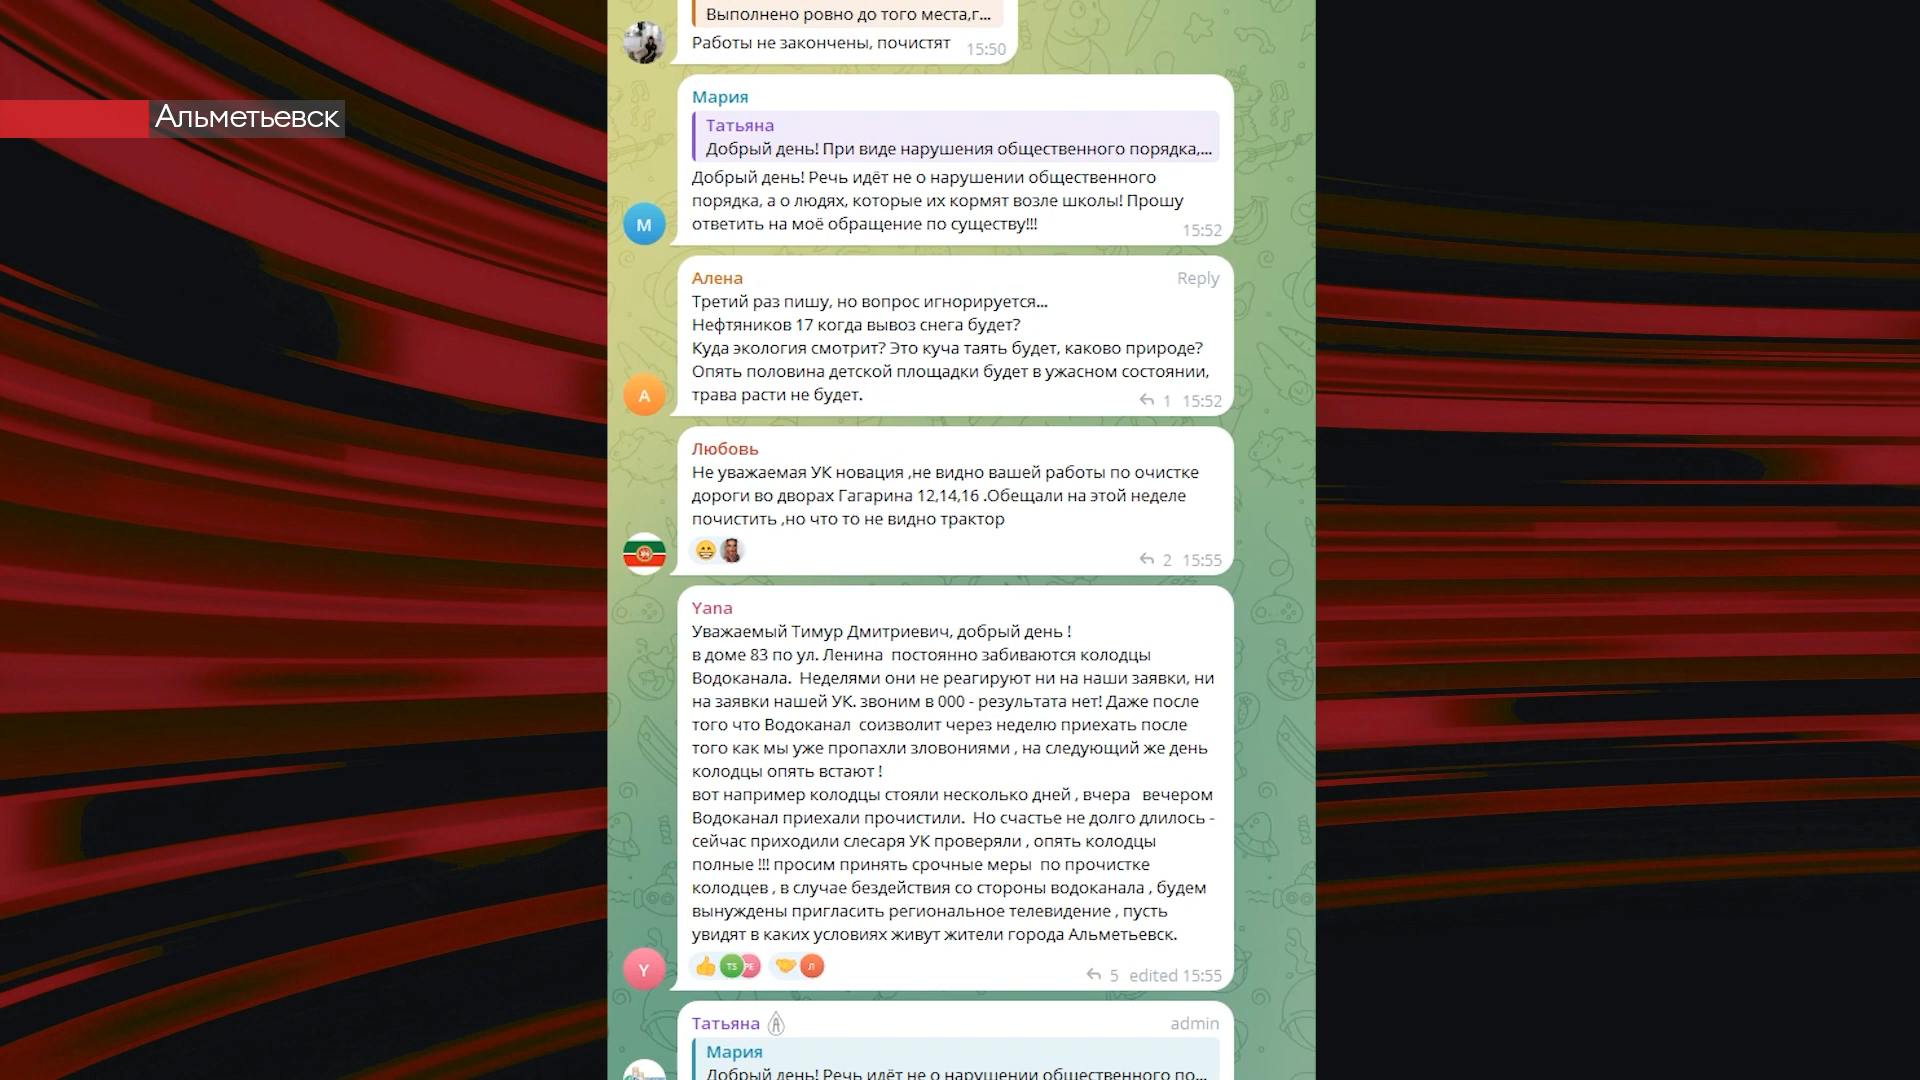 Альметьевск
Выполнено ровно до того места,г...
Работы не закончены, почистят
15:50
Мария
Татьяна
Добрый день! При виде нарушения общественного порядка,...
Добрый день! Речь идёт не о нарушении общественного
порядка, а о людях, которые их кормят возле школы! Прошу
ответить на моё обращение по существу!!!
15:52
М
Алена
Reply
Третий раз пишу, но вопрос игнорируется...
Нефтяников 17 когда вывоз снега будет?
Куда экология смотрит? Это куча таять будет, каково природе?
Опять половина детской площадки будет в ужасном состоянии,
трава расти не будет.
1 15:52
А
Любовь
Не уважаемая УК новация ,не видно вашей работы по очистке
дороги во дворах Гагарина 12,14,16 .Обещали на этой неделе
почистить ,но что то не видно трактор
2 15:55
Yana
Уважаемый Тимур Дмитриевич, добрый день !
в доме 83 по ул. Ленина  постоянно забиваются колодцы
Водоканала.  Неделями они не реагируют ни на наши заявки, ни
на заявки нашей УК. звоним в 000 - результата нет! Даже после
того что Водоканал  соизволит через неделю приехать после
того как мы уже пропахли зловониями , на следующий же день
колодцы опять встают !
вот например колодцы стояли несколько дней , вчера   вечером
Водоканал приехали прочистили.  Но счастье не долго длилось -
сейчас приходили слесаря УК проверяли , опять колодцы
полные !!! просим принять срочные меры  по прочистке
колодцев , в случае бездействия со стороны водоканала , будем
вынуждены пригласить региональное телевидение , пусть
увидят в каких условиях живут жители города Альметьевск.
TS PE Л
5 edited 15:55
Y
Татьяна
admin
Мария
Добрый день! Речь идёт не о нарушении общественного по...